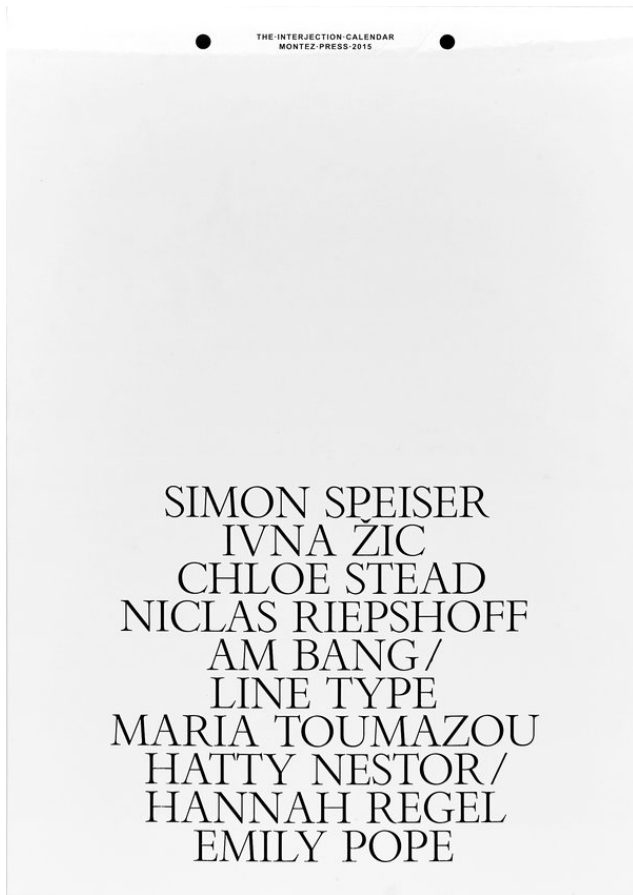 THE·INTERJECTION·CALENDAR
MONTEZ·PRESS·2015
SIMON SPEISER
IVNA ŽIC
CHLOE STEAD
NICLAS RIEPSHOFF
AM BANG/
LINE TYPE
MARIA TOUMAZOU
HATTY NESTOR/
HANNAH REGEL
EMILY POPE